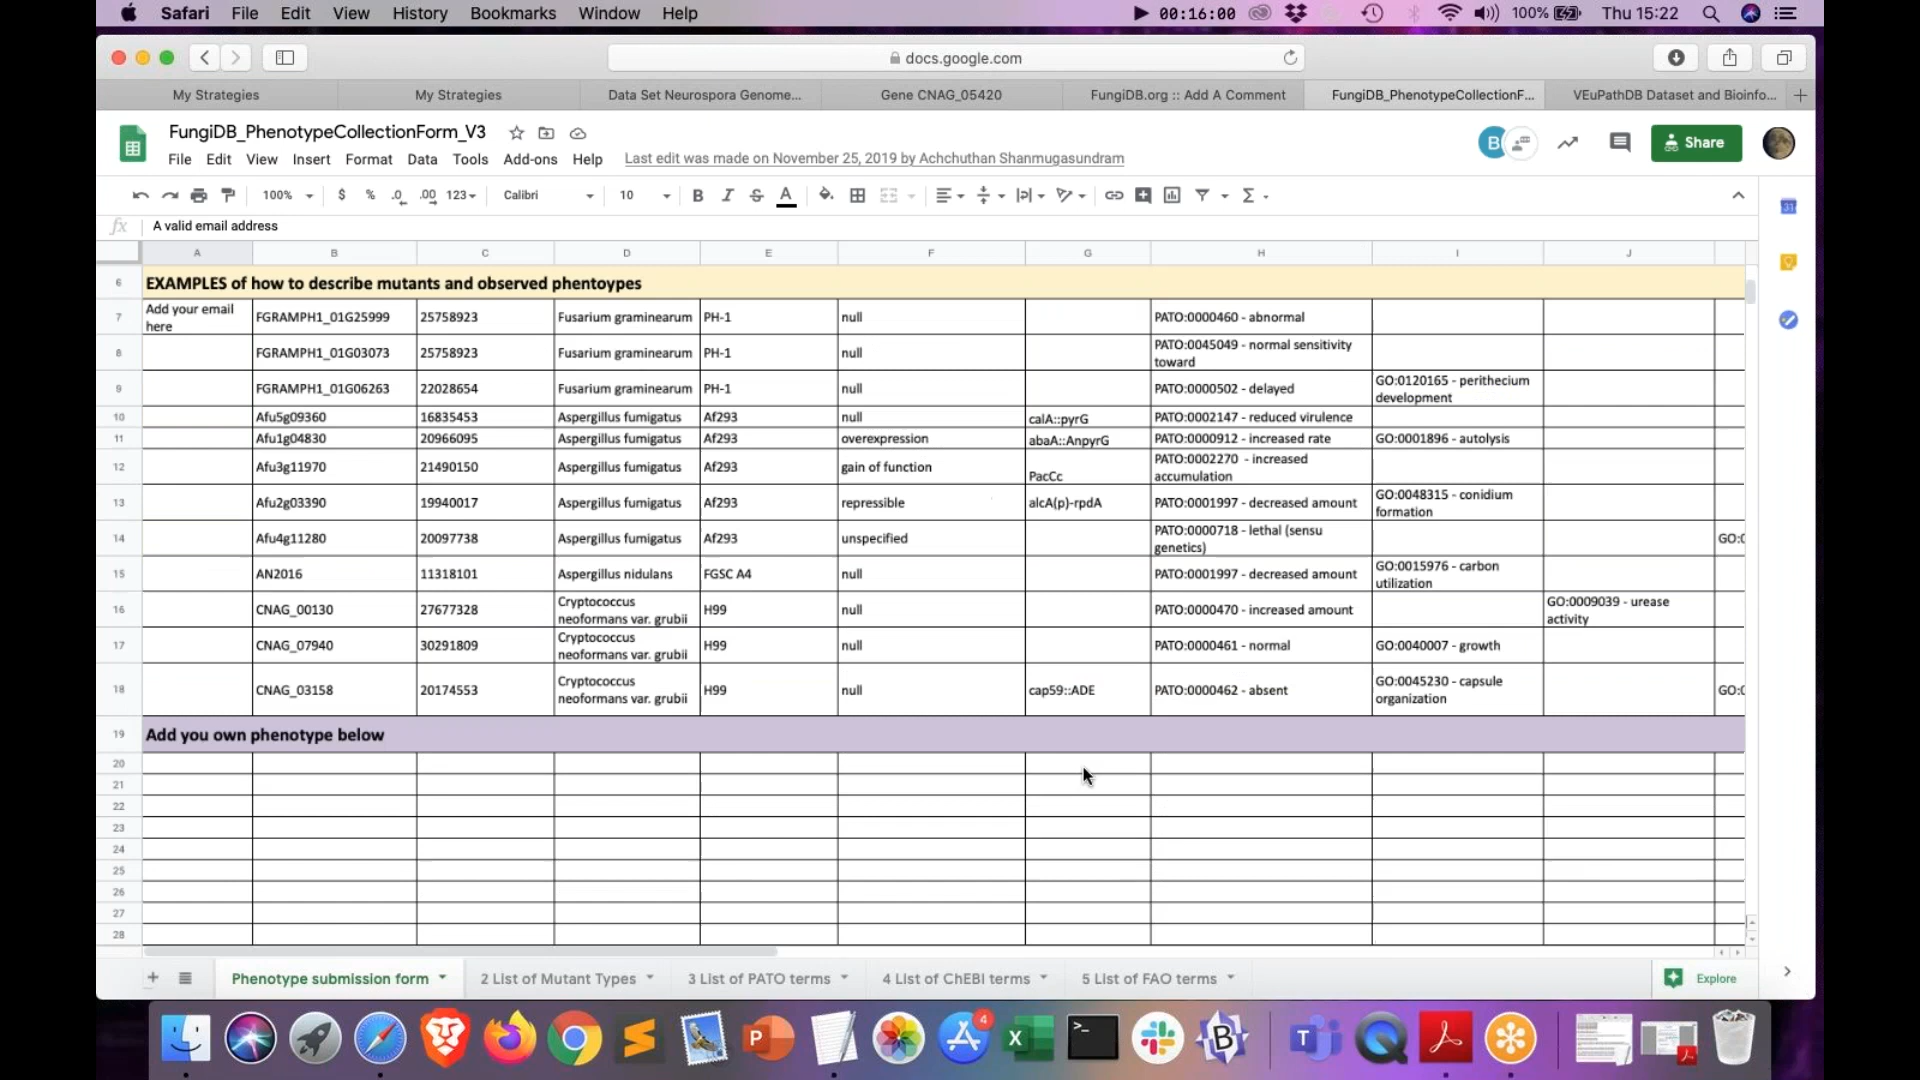 Safari File Edit View History Bookmarks Window Help 00:16:00 100% Thu 15:22
docs.google.com
My Strategies My Strategies Data Set Neurospora Genome... Gene CNAG_05420 FungiDB.org :: Add A Comment FungiDB_PhenotypeCollectionF... VEuPathDB Dataset and Bioinfo...
FungiDB_PhenotypeCollectionForm_V3
File Edit View Insert Format Data Tools Add-ons Help Last edit was made on November 25, 2019 by Achchuthan Shanmugasundram B Share
100% $ % .0 .00 123 Calibri 10 B I S A
fx A valid email address
A B C D E F G H I J
6 EXAMPLES of how to describe mutants and observed phentoypes
7 Add your email here FGRAMPH1_01G25999 25758923 Fusarium graminearum PH-1 null PATO:0000460 - abnormal
8 FGRAMPH1_01G03073 25758923 Fusarium graminearum PH-1 null PATO:0045049 - normal sensitivity toward
9 FGRAMPH1_01G06263 22028654 Fusarium graminearum PH-1 null PATO:0000502 - delayed GO:0120165 - perithecium development
10 Afu5g09360 16835453 Aspergillus fumigatus Af293 null calA::pyrG PATO:0002147 - reduced virulence
11 Afu1g04830 20966095 Aspergillus fumigatus Af293 overexpression abaA::AnpyrG PATO:0000912 - increased rate GO:0001896 - autolysis
12 Afu3g11970 21490150 Aspergillus fumigatus Af293 gain of function PacCc PATO:0002270 - increased accumulation
13 Afu2g03390 19940017 Aspergillus fumigatus Af293 repressible alcA(p)-rpdA PATO:0001997 - decreased amount GO:0048315 - conidium formation
14 Afu4g11280 20097738 Aspergillus fumigatus Af293 unspecified PATO:0000718 - lethal (sensu genetics)
15 AN2016 11318101 Aspergillus nidulans FGSC A4 null PATO:0001997 - decreased amount GO:0015976 - carbon utilization
16 CNAG_00130 27677328 Cryptococcus neoformans var. grubii H99 null PATO:0000470 - increased amount GO:0009039 - urease activity
17 CNAG_07940 30291809 Cryptococcus neoformans var. grubii H99 null PATO:0000461 - normal GO:0040007 - growth
18 CNAG_03158 20174553 Cryptococcus neoformans var. grubii H99 null cap59::ADE PATO:0000462 - absent GO:0045230 - capsule organization
19 Add you own phenotype below
20
21
22
23
24
25
26
27
28
Phenotype submission form 2 List of Mutant Types 3 List of PATO terms 4 List of ChEBI terms 5 List of FAO terms Explore